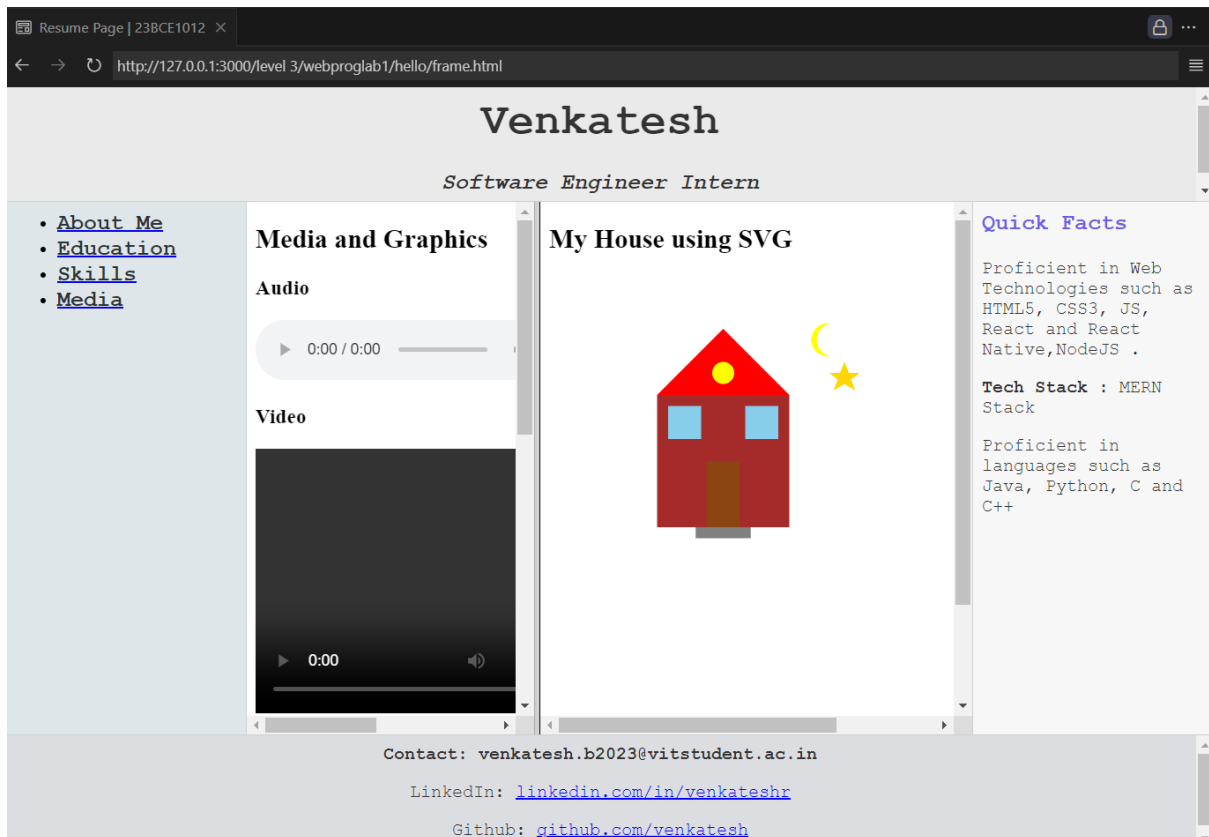 Resume Page | 23BCE1012
http://127.0.0.1:3000/level 3/webproglab1/hello/frame.html
Venkatesh
Software Engineer Intern
About Me
Education
Skills
Media
Media and Graphics
Audio
0:00 / 0:00
Video
0:00
My House using SVG
Quick Facts
Proficient in Web
Technologies such as
HTML5, CSS3, JS,
React and React
Native,NodeJS .
Tech Stack : MERN
Stack
Proficient in
languages such as
Java, Python, C and
C++
Contact: venkatesh.b2023@vitstudent.ac.in
LinkedIn: linkedin.com/in/venkateshr
Github: github.com/venkatesh